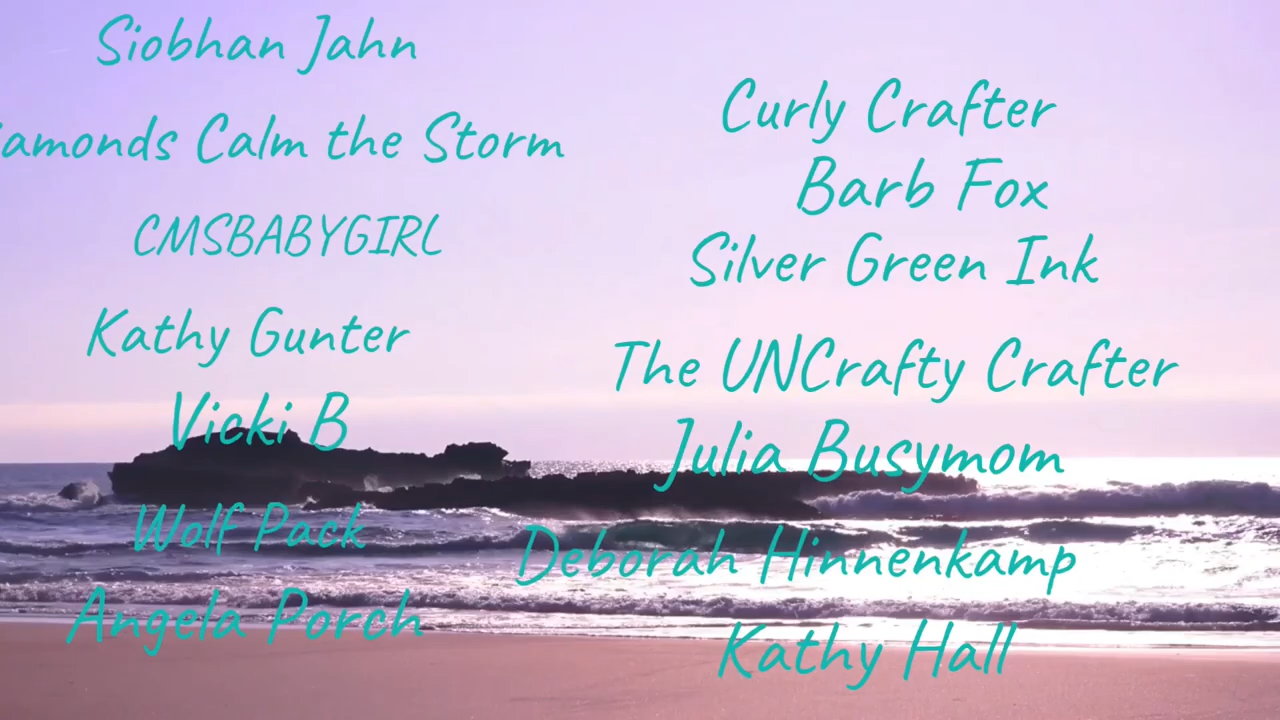 Siobhan Jahn
amonds Calm the Storm
CMSBABYGIRL
Kathy Gunter
Vicki B
Wolf Pack
Angela Porch
Curly Crafter
Barb Fox
Silver Green Ink
The UNCrafty Crafter
Julia Busymom
Deborah Hinnenkamp
Kathy Hall